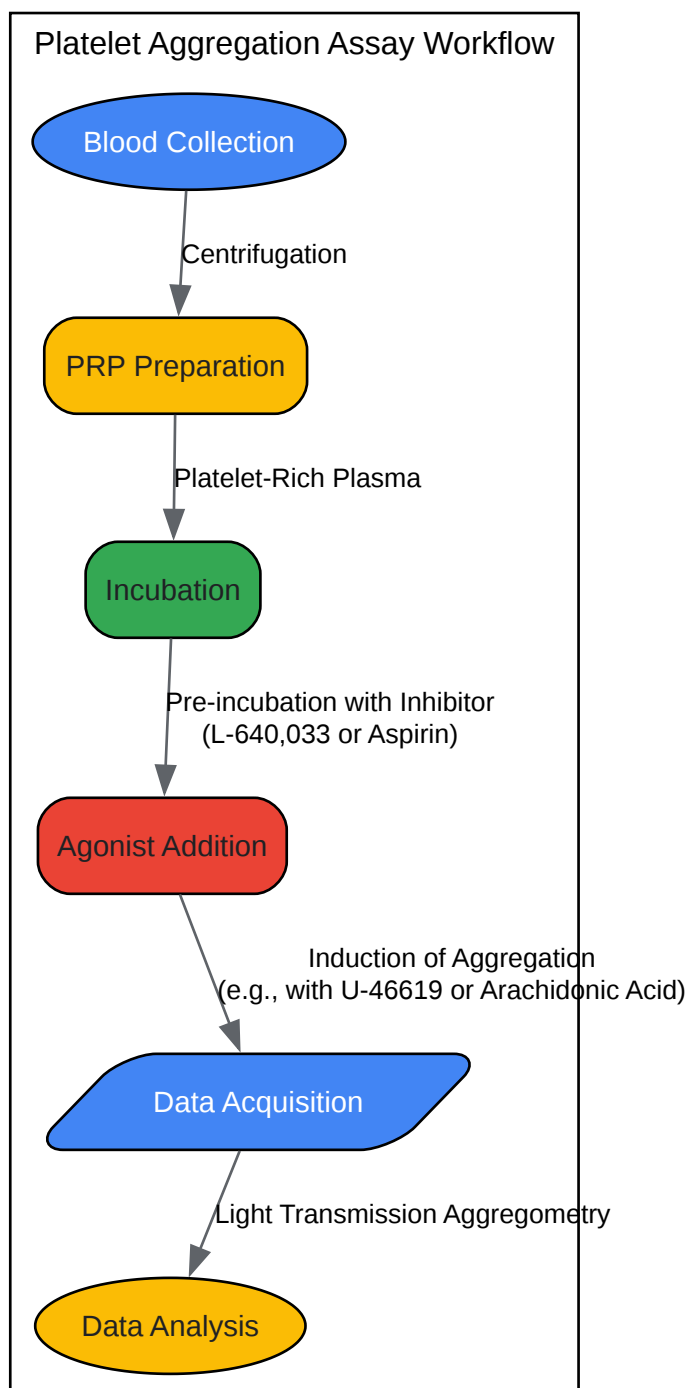 Platelet Aggregation Assay Workflow
Blood Collection
Centrifugation
PRP Preparation
Platelet-Rich Plasma
Incubation
Pre-incubation with Inhibitor
(L-640,033 or Aspirin)
Agonist Addition
Induction of Aggregation
(e.g., with U-46619 or Arachidonic Acid)
Data Acquisition
Light Transmission Aggregometry
Data Analysis